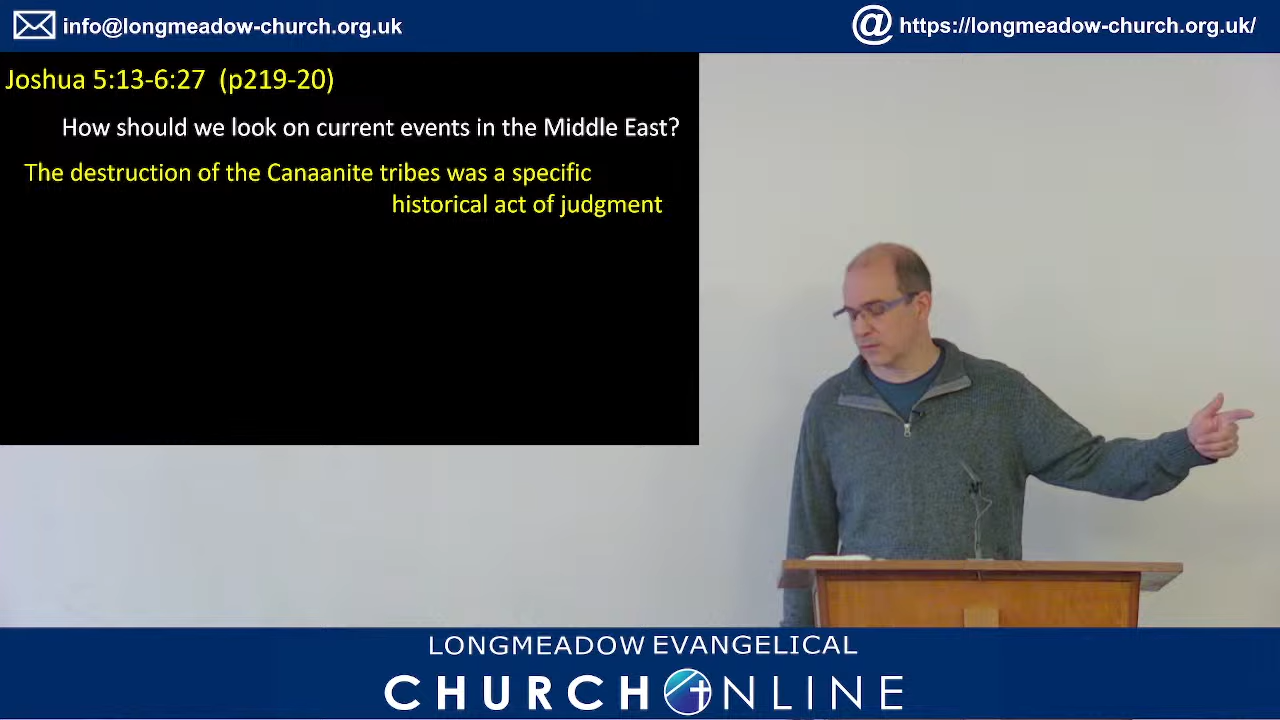 info@longmeadow-church.org.uk
@ https://longmeadow-church.org.uk/
Joshua 5:13-6:27 (p219-20)
How should we look on current events in the Middle East?
The destruction of the Canaanite tribes was a specific
historical act of judgment
LONGMEADOW EVANGELICAL
CHURCH ONLINE